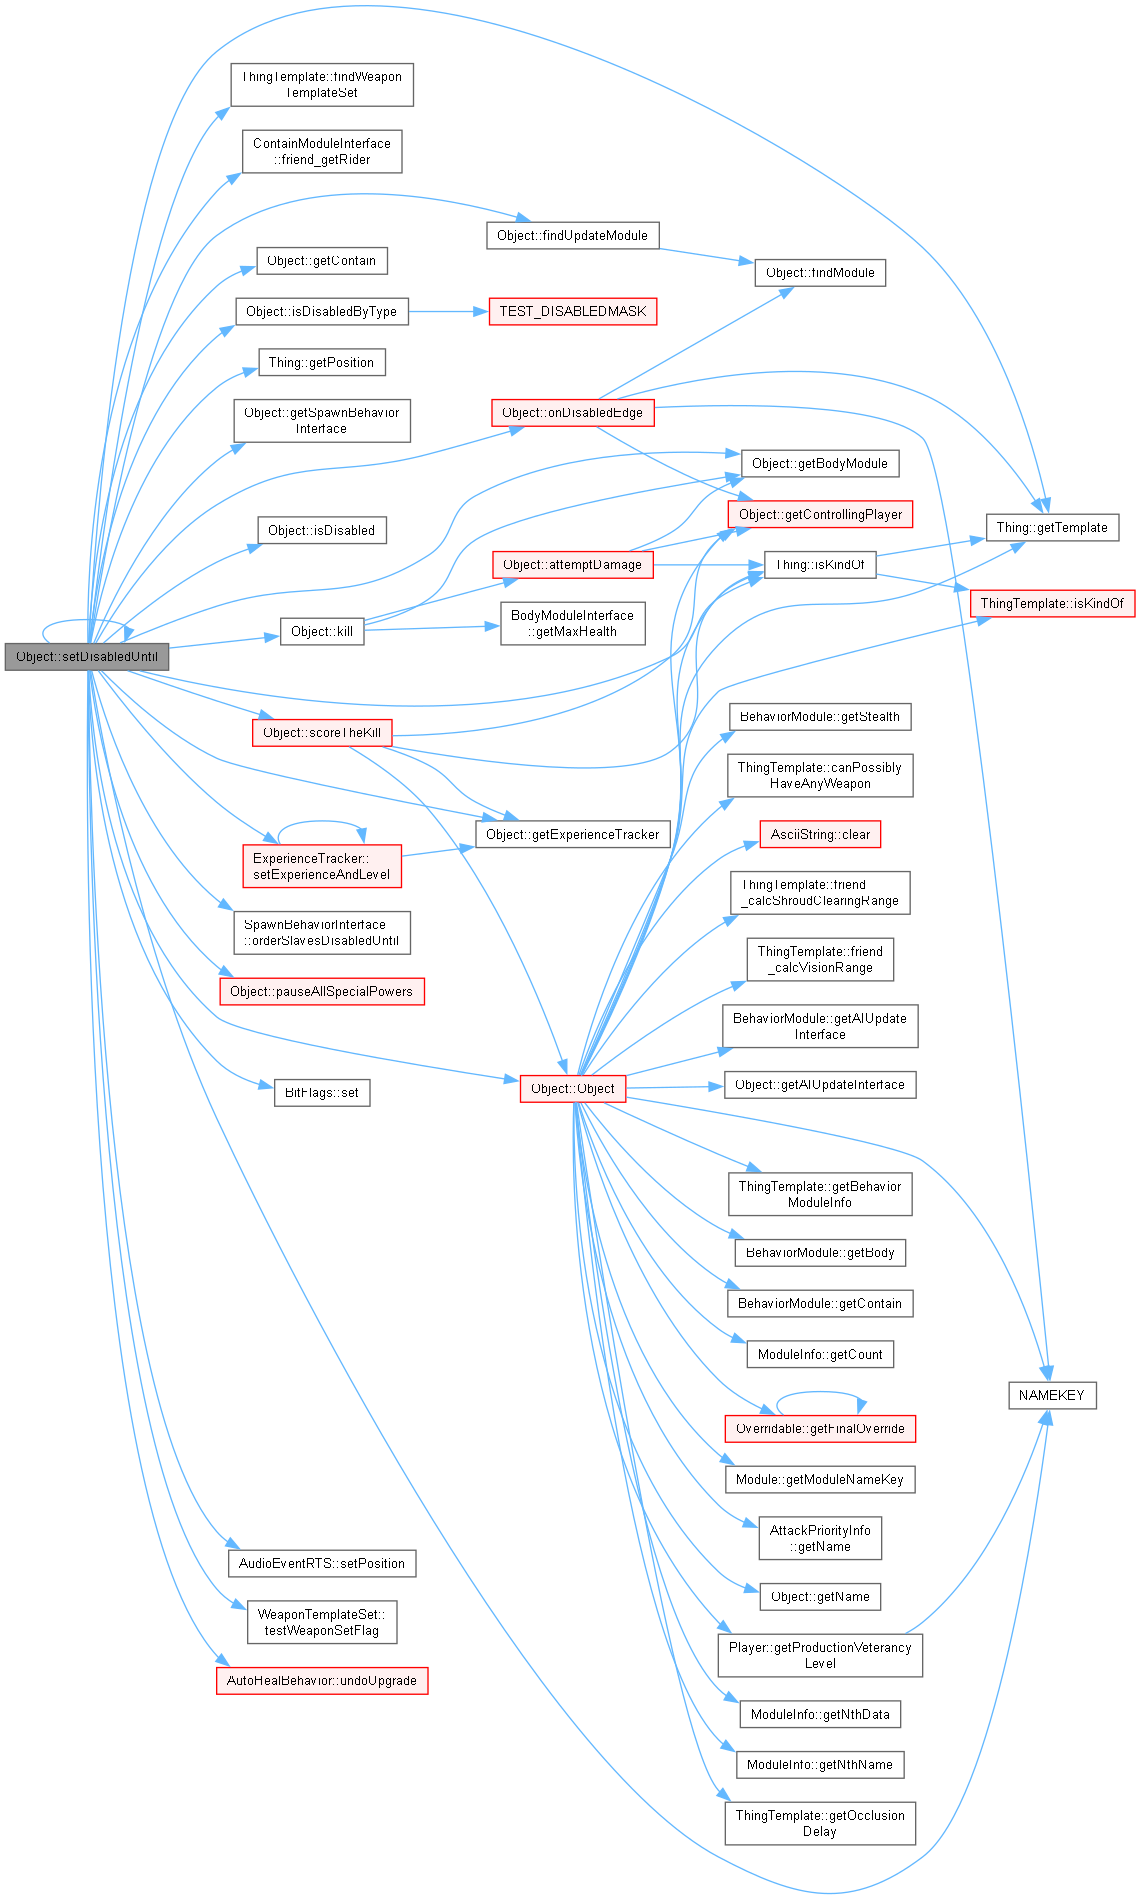 ThingTemplate::findWeapon
TemplateSet
ContainModuleInterface
::friend_getRider
Object::findUpdateModule
Object::getContain
Object::findModule
Object::isDisabledByType
TEST_DISABLEDMASK
Thing::getPosition
Object::getSpawnBehavior
Interface
Object::onDisabledEdge
Object::getBodyModule
Object::getControllingPlayer
Object::isDisabled
Thing::getTemplate
Object::attemptDamage
Thing::isKindOf
ThingTemplate::isKindOf
Object::kill
BodyModuleInterface
::getMaxHealth
Object::setDisabledUntil
Object::scoreTheKill
BehaviorModule::getStealth
ThingTemplate::canPossibly
HaveAnyWeapon
Object::getExperienceTracker
AsciiString::clear
ExperienceTracker::
setExperienceAndLevel
ThingTemplate::friend
_calcShroudClearingRange
SpawnBehaviorInterface
::orderSlavesDisabledUntil
ThingTemplate::friend
_calcVisionRange
Object::pauseAllSpecialPowers
BehaviorModule::getAIUpdate
Interface
Object::Object
Object::getAIUpdateInterface
BitFlags::set
ThingTemplate::getBehavior
ModuleInfo
BehaviorModule::getBody
BehaviorModule::getContain
ModuleInfo::getCount
NAMEKEY
Overridable::getFinalOverride
Module::getModuleNameKey
AttackPriorityInfo
::getName
AudioEventRTS::setPosition
Object::getName
WeaponTemplateSet::
testWeaponSetFlag
Player::getProductionVeterancy
Level
AutoHealBehavior::undoUpgrade
ModuleInfo::getNthData
ModuleInfo::getNthName
ThingTemplate::getOcclusion
Delay